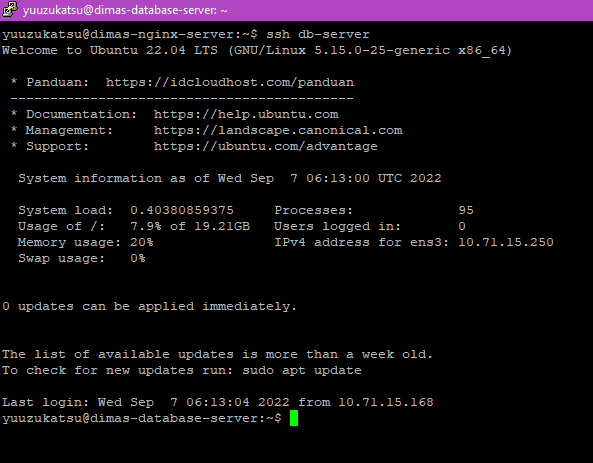 yuuzukatsu@dimas-database-server: ~
yuuzukatsu@dimas-nginx-server:~$ ssh db-server
Welcome to Ubuntu 22.04 LTS (GNU/Linux 5.15.0-25-generic x86_64)
* Panduan:  https://idcloudhost.com/panduan
-------------------------------------------
* Documentation:  https://help.ubuntu.com
* Management:     https://landscape.canonical.com
* Support:        https://ubuntu.com/advantage
System information as of Wed Sep  7 06:13:00 UTC 2022
System load:  0.40380859375     Processes:             95
Usage of /:   7.9% of 19.21GB   Users logged in:       0
Memory usage: 20%               IPv4 address for ens3: 10.71.15.250
Swap usage:   0%
0 updates can be applied immediately.
The list of available updates is more than a week old.
To check for new updates run: sudo apt update
Last login: Wed Sep  7 06:13:04 2022 from 10.71.15.168
yuuzukatsu@dimas-database-server:~$